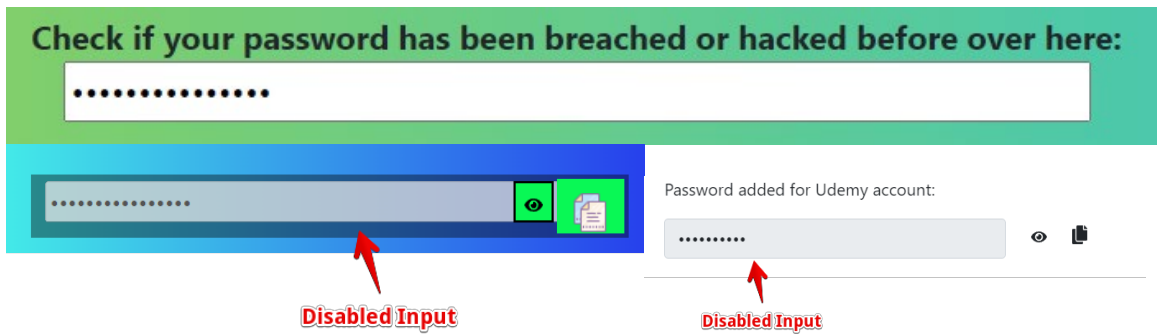 Check if your password has been breached or hacked before over here:
•••••••••••••••
••••••••••••••••
Disabled Input
Password added for Udemy account:
••••••••••
Disabled Input